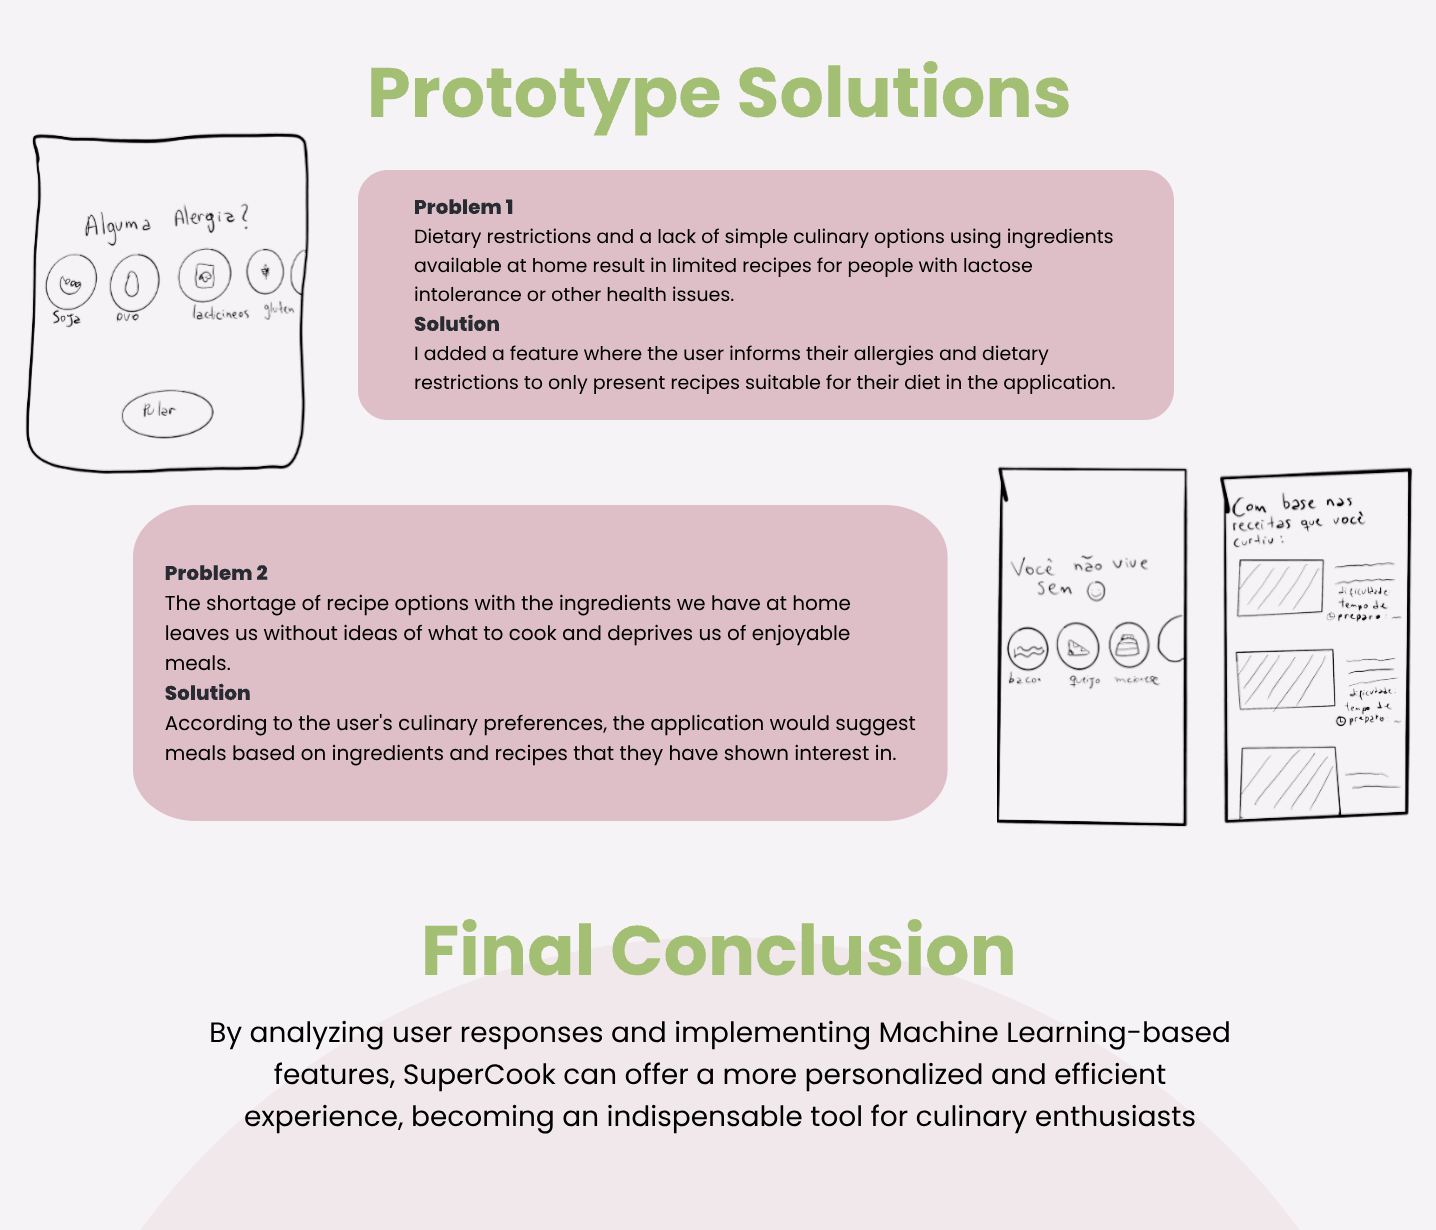 Prototype Solutions
Alguma Alergia?
Soja
ovo
lacticineos
gluten
Pular
Problem 1
Dietary restrictions and a lack of simple culinary options using ingredients
available at home result in limited recipes for people with lactose
intolerance or other health issues.
Solution
I added a feature where the user informs their allergies and dietary
restrictions to only present recipes suitable for their diet in the application.
Problem 2
The shortage of recipe options with the ingredients we have at home
leaves us without ideas of what to cook and deprives us of enjoyable
meals.
Solution
According to the user's culinary preferences, the application would suggest
meals based on ingredients and recipes that they have shown interest in.
Você não vive
sem
bacon
queijo
Com base nas
receitas que você
curtiu:
dificuldade
tempo de
preparo: _
dificuldade:
tempo de
preparo: _
Final Conclusion
By analyzing user responses and implementing Machine Learning-based
features, SuperCook can offer a more personalized and efficient
experience, becoming an indispensable tool for culinary enthusiasts